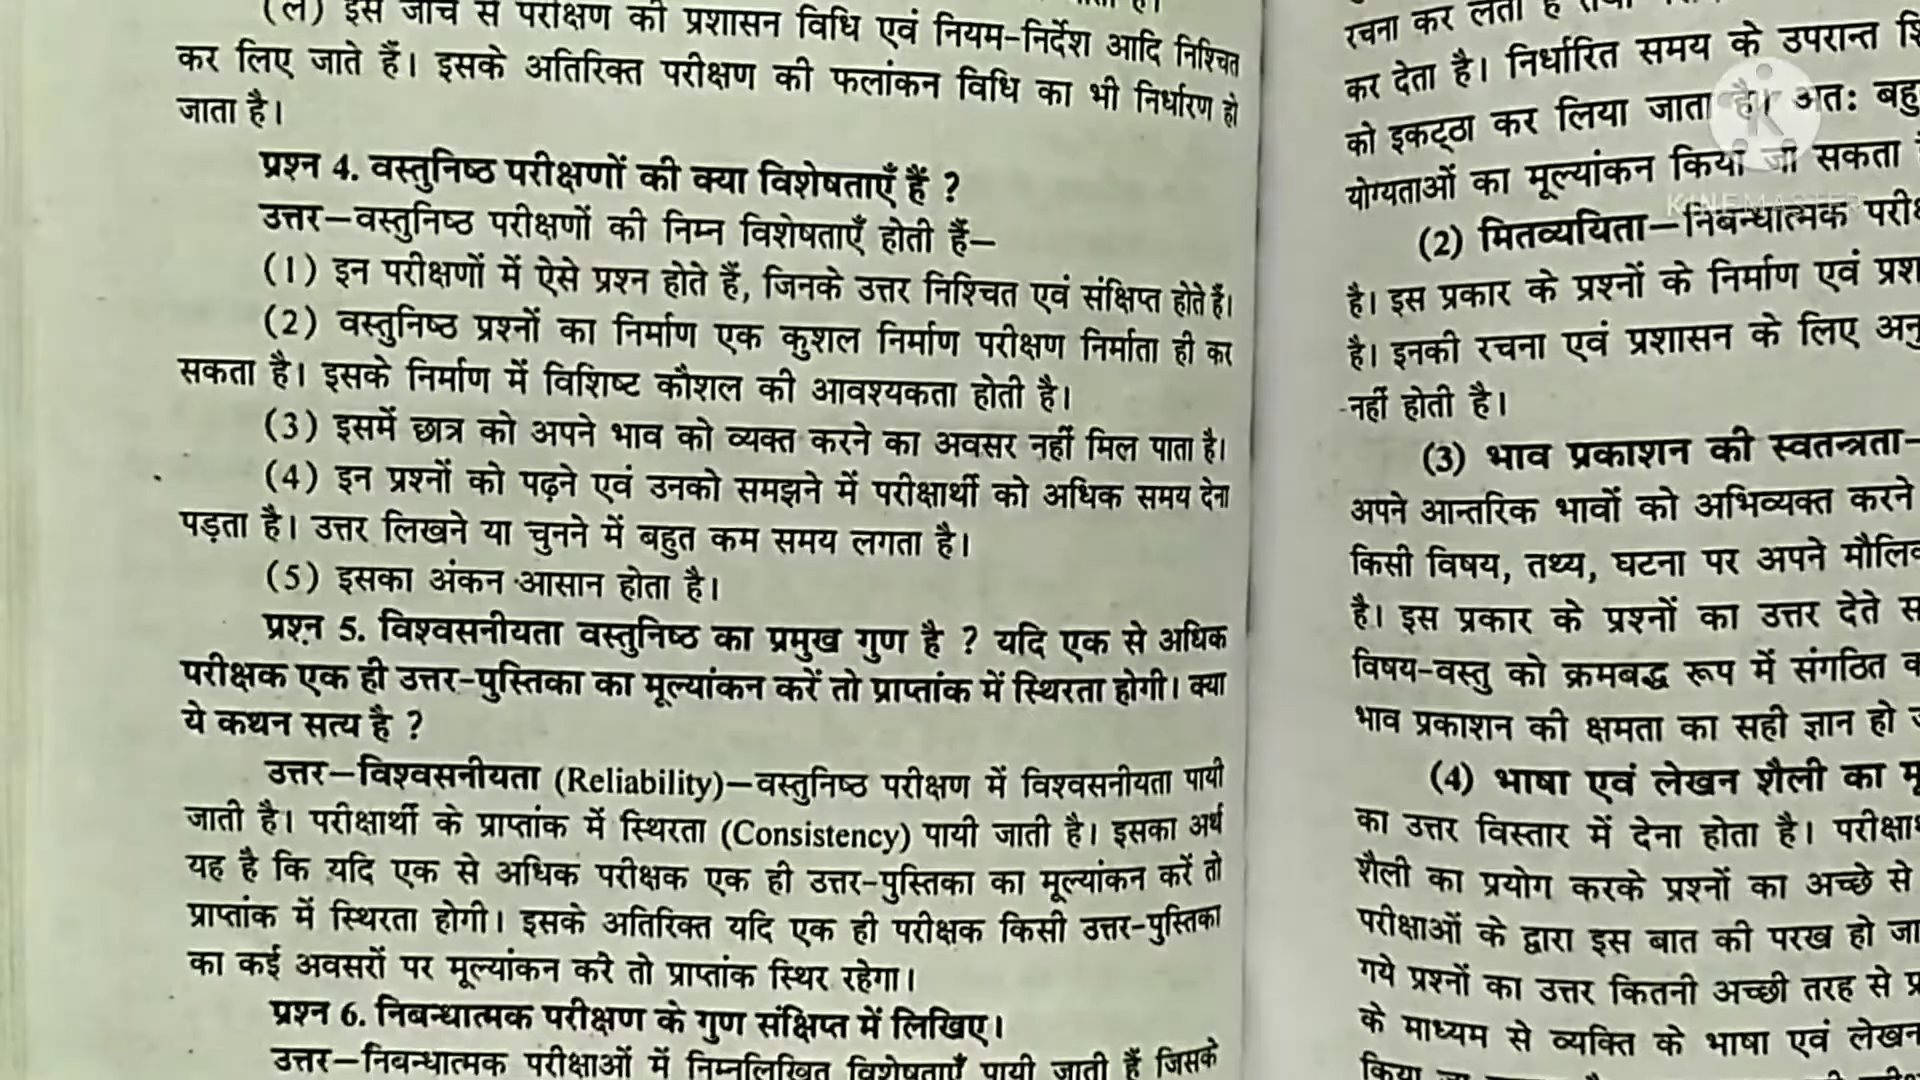 (ल) इस जाँच से परीक्षण की प्रशासन विधि एवं नियम-निर्देश आदि निश्चित
कर लिए जाते हैं। इसके अतिरिक्त परीक्षण की फलांकन विधि का भी निर्धारण हो
जाता है।
प्रश्न 4. वस्तुनिष्ठ परीक्षणों की क्या विशेषताएँ हैं ?
उत्तर—वस्तुनिष्ठ परीक्षणों की निम्न विशेषताएँ होती हैं—
(1) इन परीक्षणों में ऐसे प्रश्न होते हैं, जिनके उत्तर निश्चित एवं संक्षिप्त होते हैं।
(2) वस्तुनिष्ठ प्रश्नों का निर्माण एक कुशल निर्माण परीक्षण निर्माता ही कर
सकता है। इसके निर्माण में विशिष्ट कौशल की आवश्यकता होती है।
(3) इसमें छात्र को अपने भाव को व्यक्त करने का अवसर नहीं मिल पाता है।
(4) इन प्रश्नों को पढ़ने एवं उनको समझने में परीक्षार्थी को अधिक समय देना
पड़ता है। उत्तर लिखने या चुनने में बहुत कम समय लगता है।
(5) इसका अंकन आसान होता है।
प्रश्न 5. विश्वसनीयता वस्तुनिष्ठ का प्रमुख गुण है ? यदि एक से अधिक
परीक्षक एक ही उत्तर-पुस्तिका का मूल्यांकन करें तो प्राप्तांक में स्थिरता होगी। क्या
ये कथन सत्य है ?
उत्तर—विश्वसनीयता (Reliability)—वस्तुनिष्ठ परीक्षण में विश्वसनीयता पायी
जाती है। परीक्षार्थी के प्राप्तांक में स्थिरता (Consistency) पायी जाती है। इसका अर्थ
यह है कि यदि एक से अधिक परीक्षक एक ही उत्तर-पुस्तिका का मूल्यांकन करें तो
प्राप्तांक में स्थिरता होगी। इसके अतिरिक्त यदि एक ही परीक्षक किसी उत्तर-पुस्तिका
का कई अवसरों पर मूल्यांकन करे तो प्राप्तांक स्थिर रहेगा।
प्रश्न 6. निबन्धात्मक परीक्षण के गुण संक्षिप्त में लिखिए।
उत्तर—निबन्धात्मक परीक्षाओं में निम्नलिखित विशेषताएँ पायी जाती हैं जिसके
रचना कर लेता है
कर देता है। निर्धारित समय के उपरान्त
को इकट्ठा कर लिया जाता है। अतः बहु
योग्यताओं का मूल्यांकन किया जा सकता
K
KINEMASTER
(2) मितव्ययिता—निबन्धात्मक परी
है। इस प्रकार के प्रश्नों के निर्माण एवं प्रश
है। इनकी रचना एवं प्रशासन के लिए अनु
नहीं होती है।
(3) भाव प्रकाशन की स्वतन्त्रता—
अपने आन्तरिक भावों को अभिव्यक्त करने
किसी विषय, तथ्य, घटना पर अपने मौलि
है। इस प्रकार के प्रश्नों का उत्तर देते
विषय-वस्तु को क्रमबद्ध रूप में संगठित
भाव प्रकाशन की क्षमता का सही ज्ञान हो
(4) भाषा एवं लेखन शैली का
का उत्तर विस्तार में देना होता है। परीक्षा
शैली का प्रयोग करके प्रश्नों का अच्छे से
परीक्षाओं के द्वारा इस बात की परख हो जा
गये प्रश्नों का उत्तर कितनी अच्छी तरह से
के माध्यम से व्यक्ति के भाषा एवं लेखन
किया